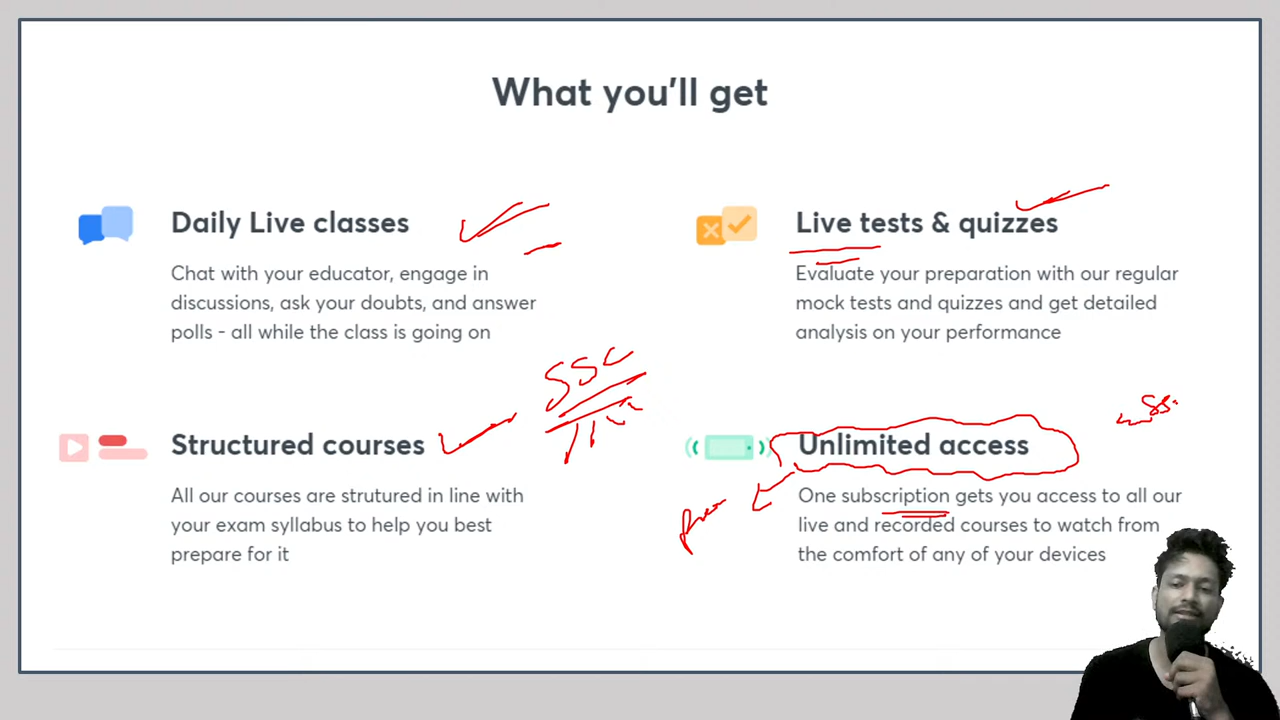 What you'll get
Daily Live classes
Chat with your educator, engage in
discussions, ask your doubts, and answer
polls - all while the class is going on
Live tests & quizzes
Evaluate your preparation with our regular
mock tests and quizzes and get detailed
analysis on your performance
SSC
Structured courses
All our courses are strutured in line with
your exam syllabus to help you best
prepare for it
Unlimited access
One subscription gets you access to all our
live and recorded courses to watch from
the comfort of any of your devices